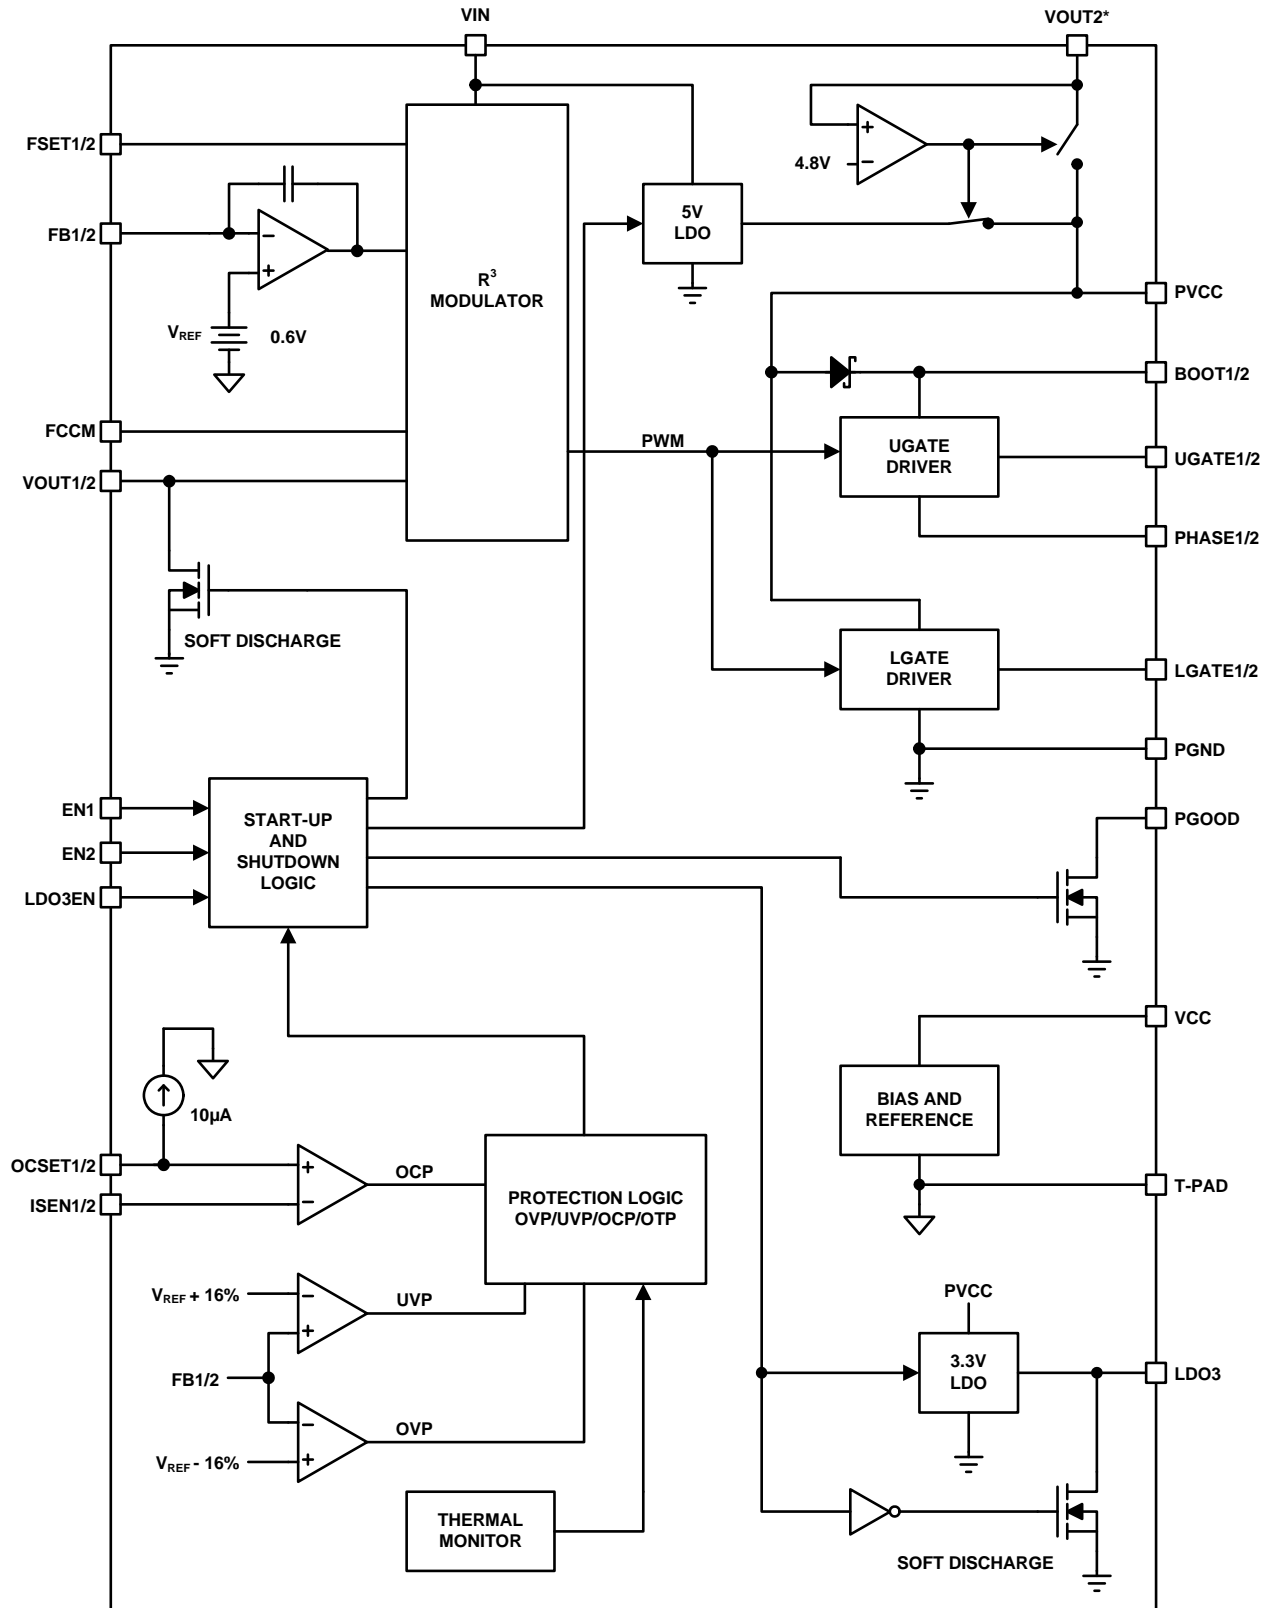 VIN
VOUT2*
FSET1/2
+
4.8V
−
5V
LDO
FB1/2
−
+
R³
MODULATOR
VREF
0.6V
PVCC
BOOT1/2
FCCM
PWM
UGATE
DRIVER
UGATE1/2
VOUT1/2
PHASE1/2
SOFT DISCHARGE
LGATE
DRIVER
LGATE1/2
PGND
EN1
START-UP
AND
SHUTDOWN
LOGIC
PGOOD
EN2
LDO3EN
VCC
10µA
BIAS AND
REFERENCE
OCSET1/2
+
OCP
ISEN1/2
−
PROTECTION LOGIC
OVP/UVP/OCP/OTP
T-PAD
VREF + 16%
−
UVP
+
PVCC
FB1/2
3.3V
LDO
LDO3
−
OVP
VREF - 16%
+
THERMAL
MONITOR
SOFT DISCHARGE